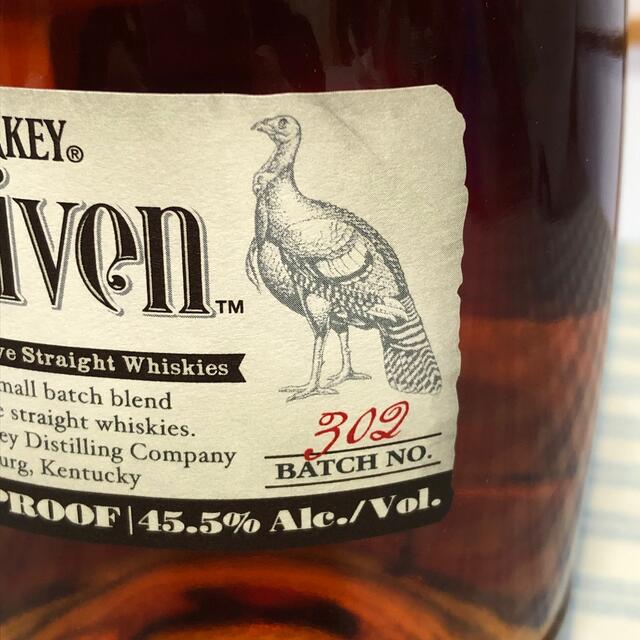 RKEY®
iven™
ye Straight Whiskies
mall batch blend
e straight whiskies.
ey Distilling Company
urg, Kentucky
302
BATCH NO.
PROOF | 45.5% Alc./Vol.